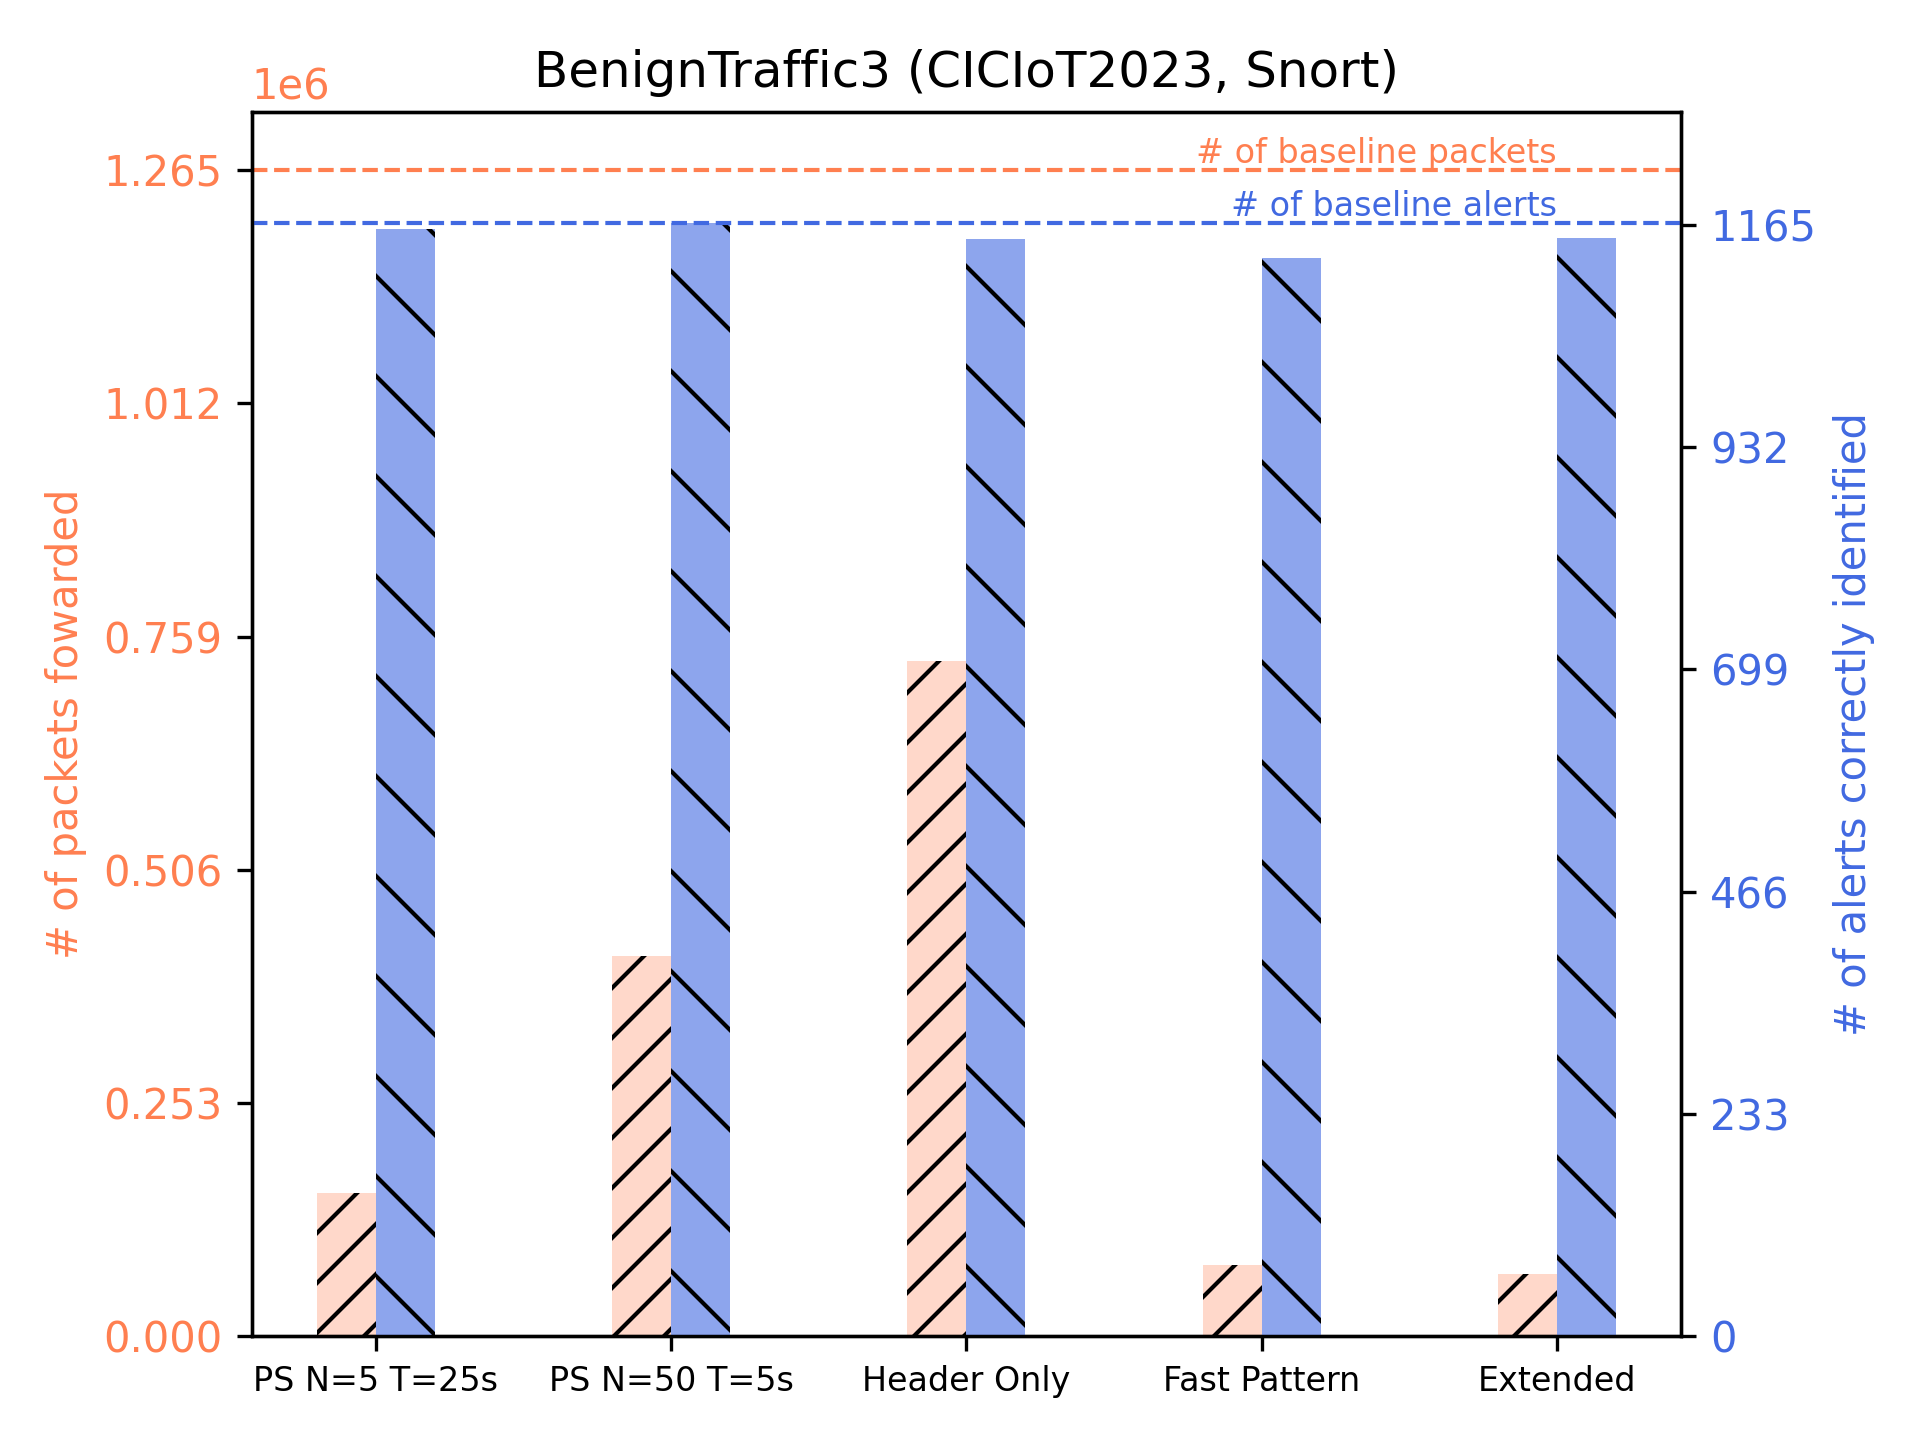 BenignTraffic3 (CICIoT2023, Snort)
1e6
# of baseline packets
# of baseline alerts
1.265
1.012
0.759
0.506
0.253
0.000
# of packets fowarded
1165
932
699
466
233
0
# of alerts correctly identified
PS N=5 T=25s
PS N=50 T=5s
Header Only
Fast Pattern
Extended